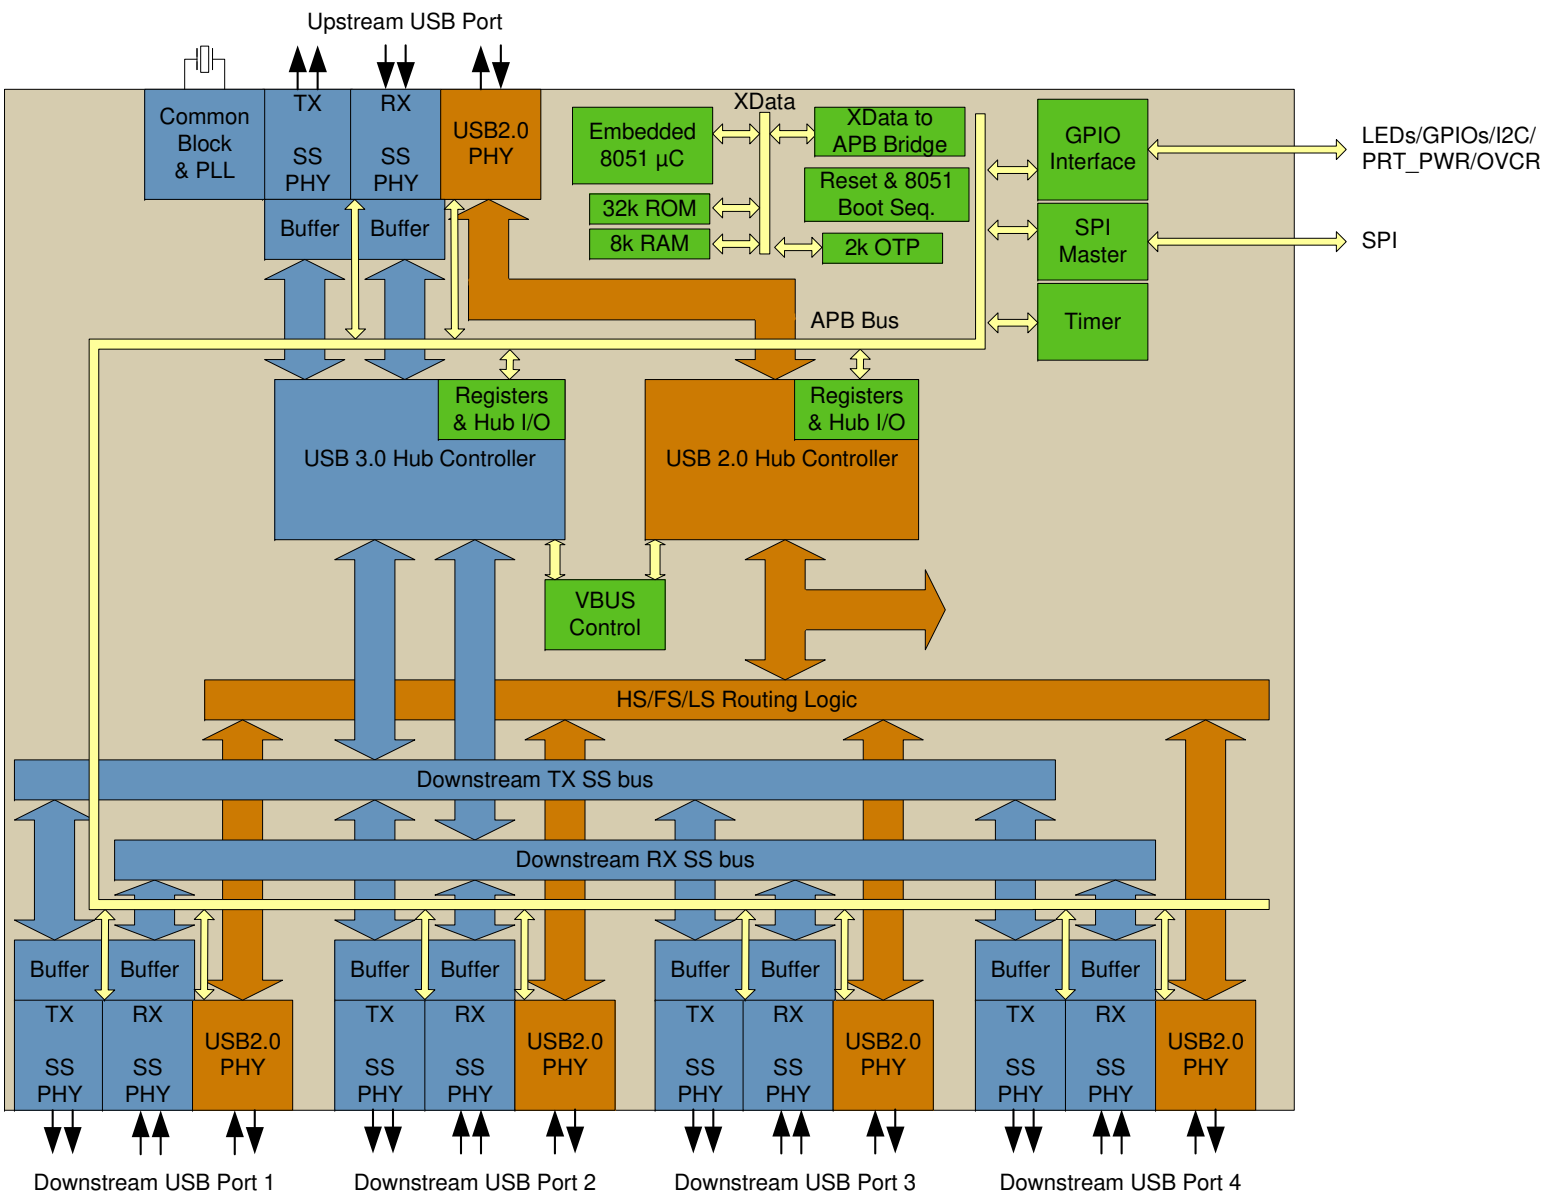 Upstream USB Port
Common
Block
& PLL
TX
SS
PHY
RX
SS
PHY
USB2.0
PHY
Buffer
Buffer
XData
Embedded
8051 µC
32k ROM
8k RAM
XData to
APB Bridge
Reset & 8051
Boot Seq.
2k OTP
GPIO
Interface
SPI
Master
Timer
LEDs/GPIOs/I2C/
PRT_PWR/OVCR
SPI
APB Bus
Registers
& Hub I/O
USB 3.0 Hub Controller
Registers
& Hub I/O
USB 2.0 Hub Controller
VBUS
Control
HS/FS/LS Routing Logic
Downstream TX SS bus
Downstream RX SS bus
Buffer
Buffer
TX
SS
PHY
RX
SS
PHY
USB2.0
PHY
Buffer
Buffer
TX
SS
PHY
RX
SS
PHY
USB2.0
PHY
Buffer
Buffer
TX
SS
PHY
RX
SS
PHY
USB2.0
PHY
Buffer
Buffer
TX
SS
PHY
RX
SS
PHY
USB2.0
PHY
Downstream USB Port 1
Downstream USB Port 2
Downstream USB Port 3
Downstream USB Port 4